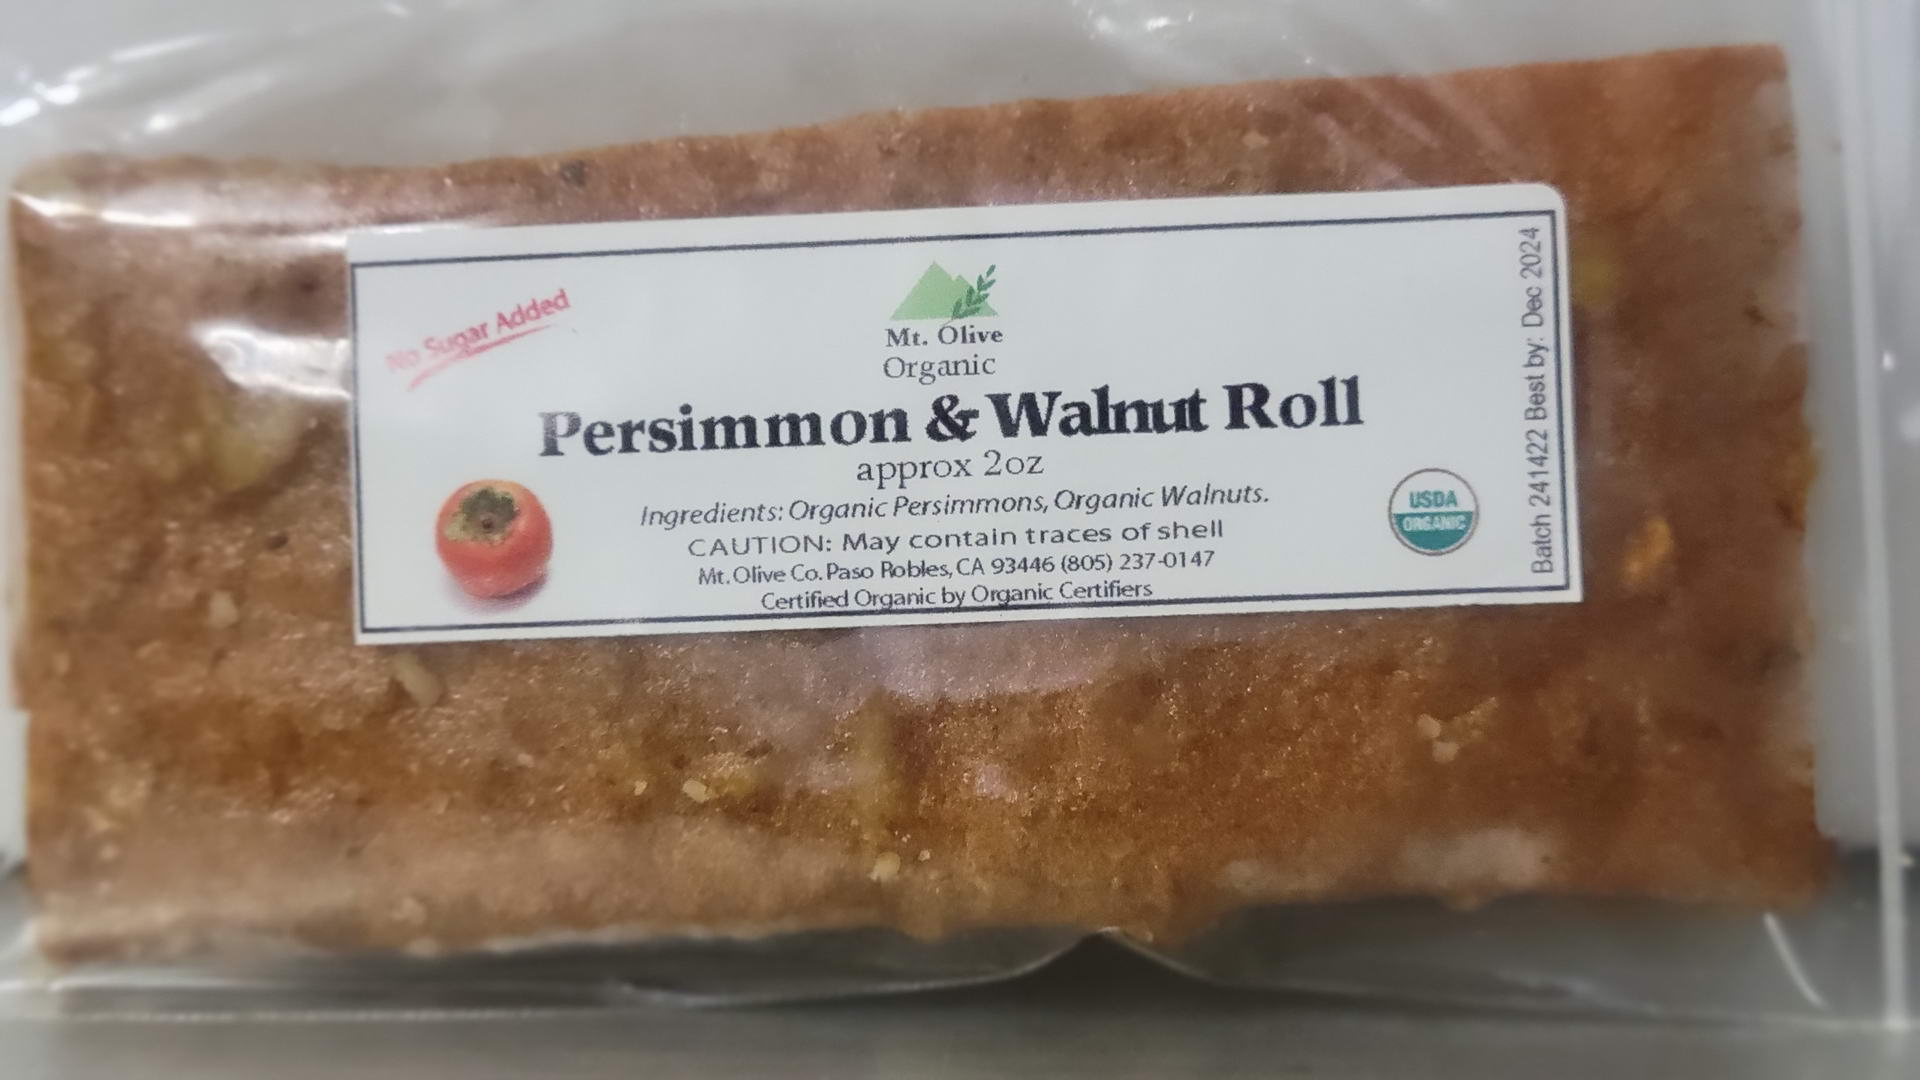 No Sugar Added
Mt. Olive
Organic
Persimmon & Walnut Roll
approx 2oz
Ingredients: Organic Persimmons, Organic Walnuts.
CAUTION: May contain traces of shell
Mt. Olive Co. Paso Robles, CA 93446 (805) 237-0147
Certified Organic by Organic Certifiers
USDA
ORGANIC
Batch 241422 Best by: Dec 2024